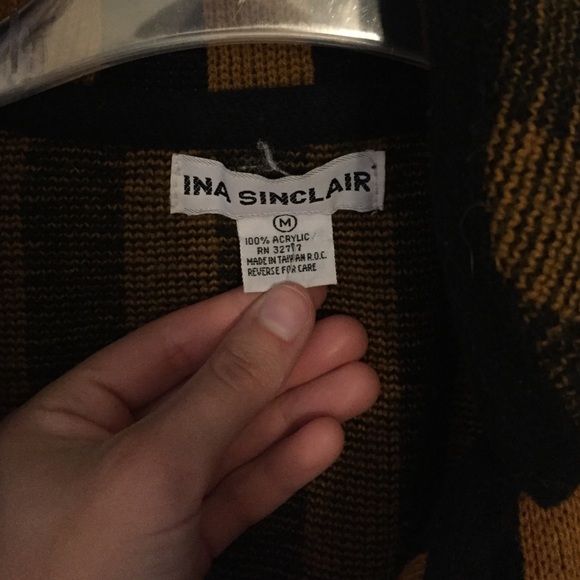 INA SINCLAIR
M
100% ACRYLIC
RN 32717
MADE IN TAIWAN R.O.C.
REVERSE FOR CARE